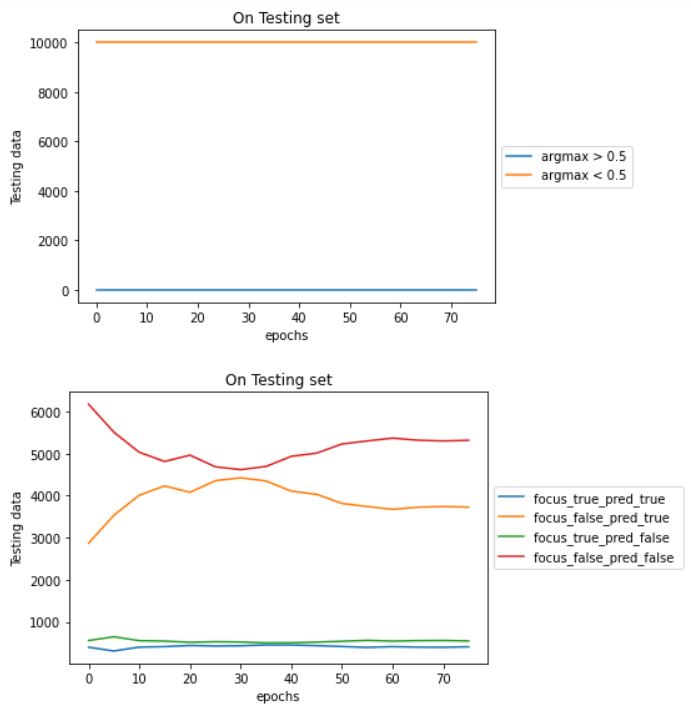 On Testing set
10000
8000
6000
4000
2000
0
Testing data
0 10 20 30 40 50 60 70
epochs
argmax > 0.5
argmax < 0.5
On Testing set
6000
5000
4000
3000
2000
1000
Testing data
0 10 20 30 40 50 60 70
epochs
focus_true_pred_true
focus_false_pred_true
focus_true_pred_false
focus_false_pred_false